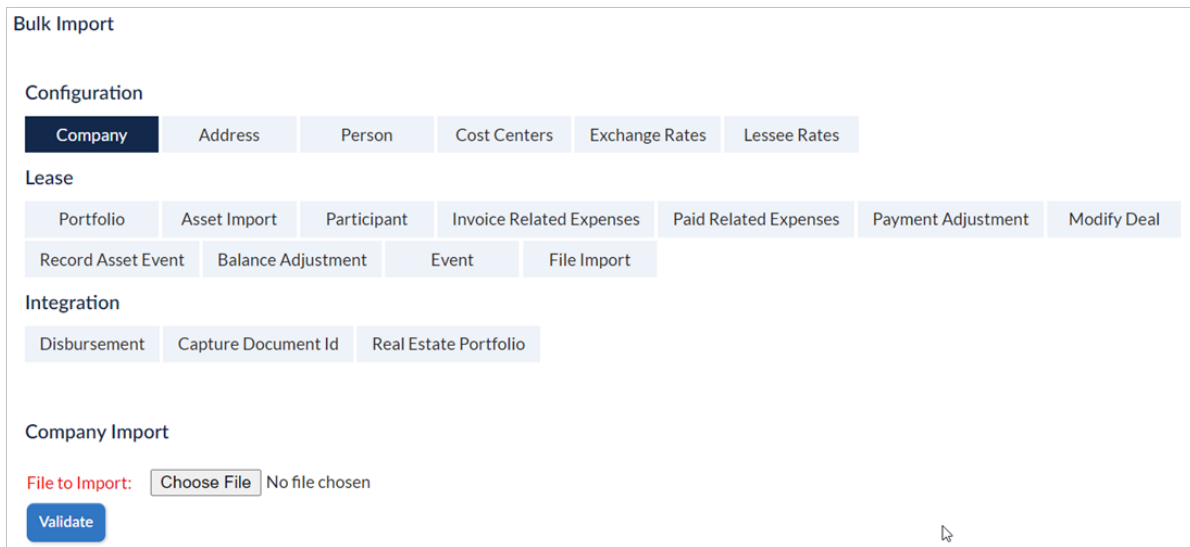 Bulk Import
Configuration
Company Address Person Cost Centers Exchange Rates Lessee Rates
Lease
Portfolio Asset Import Participant Invoice Related Expenses Paid Related Expenses Payment Adjustment Modify Deal
Record Asset Event Balance Adjustment Event File Import
Integration
Disbursement Capture Document Id Real Estate Portfolio
Company Import
File to Import: Choose File No file chosen
Validate